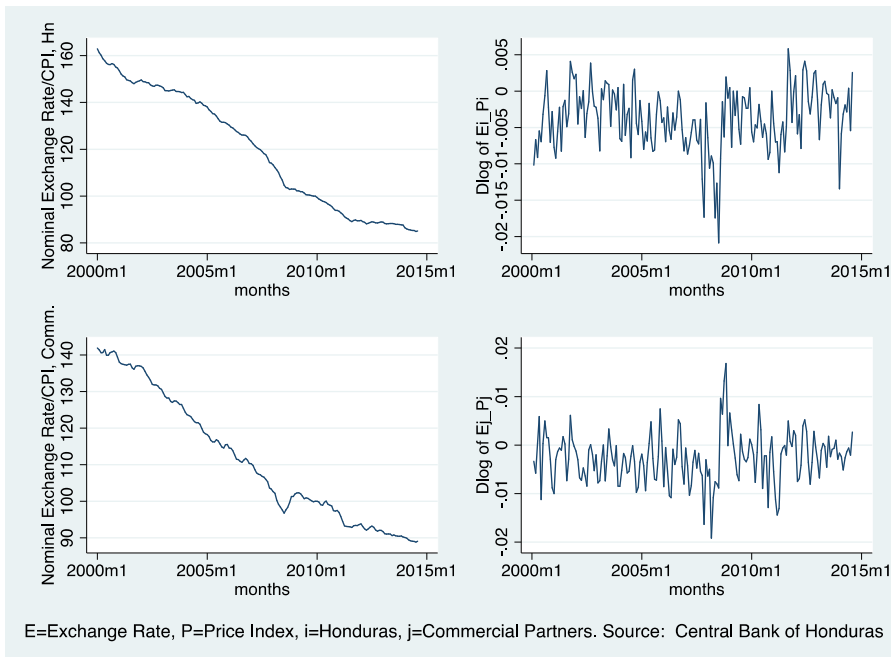 Nominal Exchange Rate/CPI, Hn
160
140
120
100
80
2000m1 2005m1 2010m1 2015m1
months
Dlog of Ei_Pi
.005
0
-.005
-.01
-.015
-.02
2000m1 2005m1 2010m1 2015m1
months
Nominal Exchange Rate/CPI, Comm.
140
130
120
110
100
90
2000m1 2005m1 2010m1 2015m1
months
Dlog of Ej_Pj
.02
.01
0
-.01
-.02
2000m1 2005m1 2010m1 2015m1
months
E=Exchange Rate, P=Price Index, i=Honduras, j=Commercial Partners. Source: Central Bank of Honduras